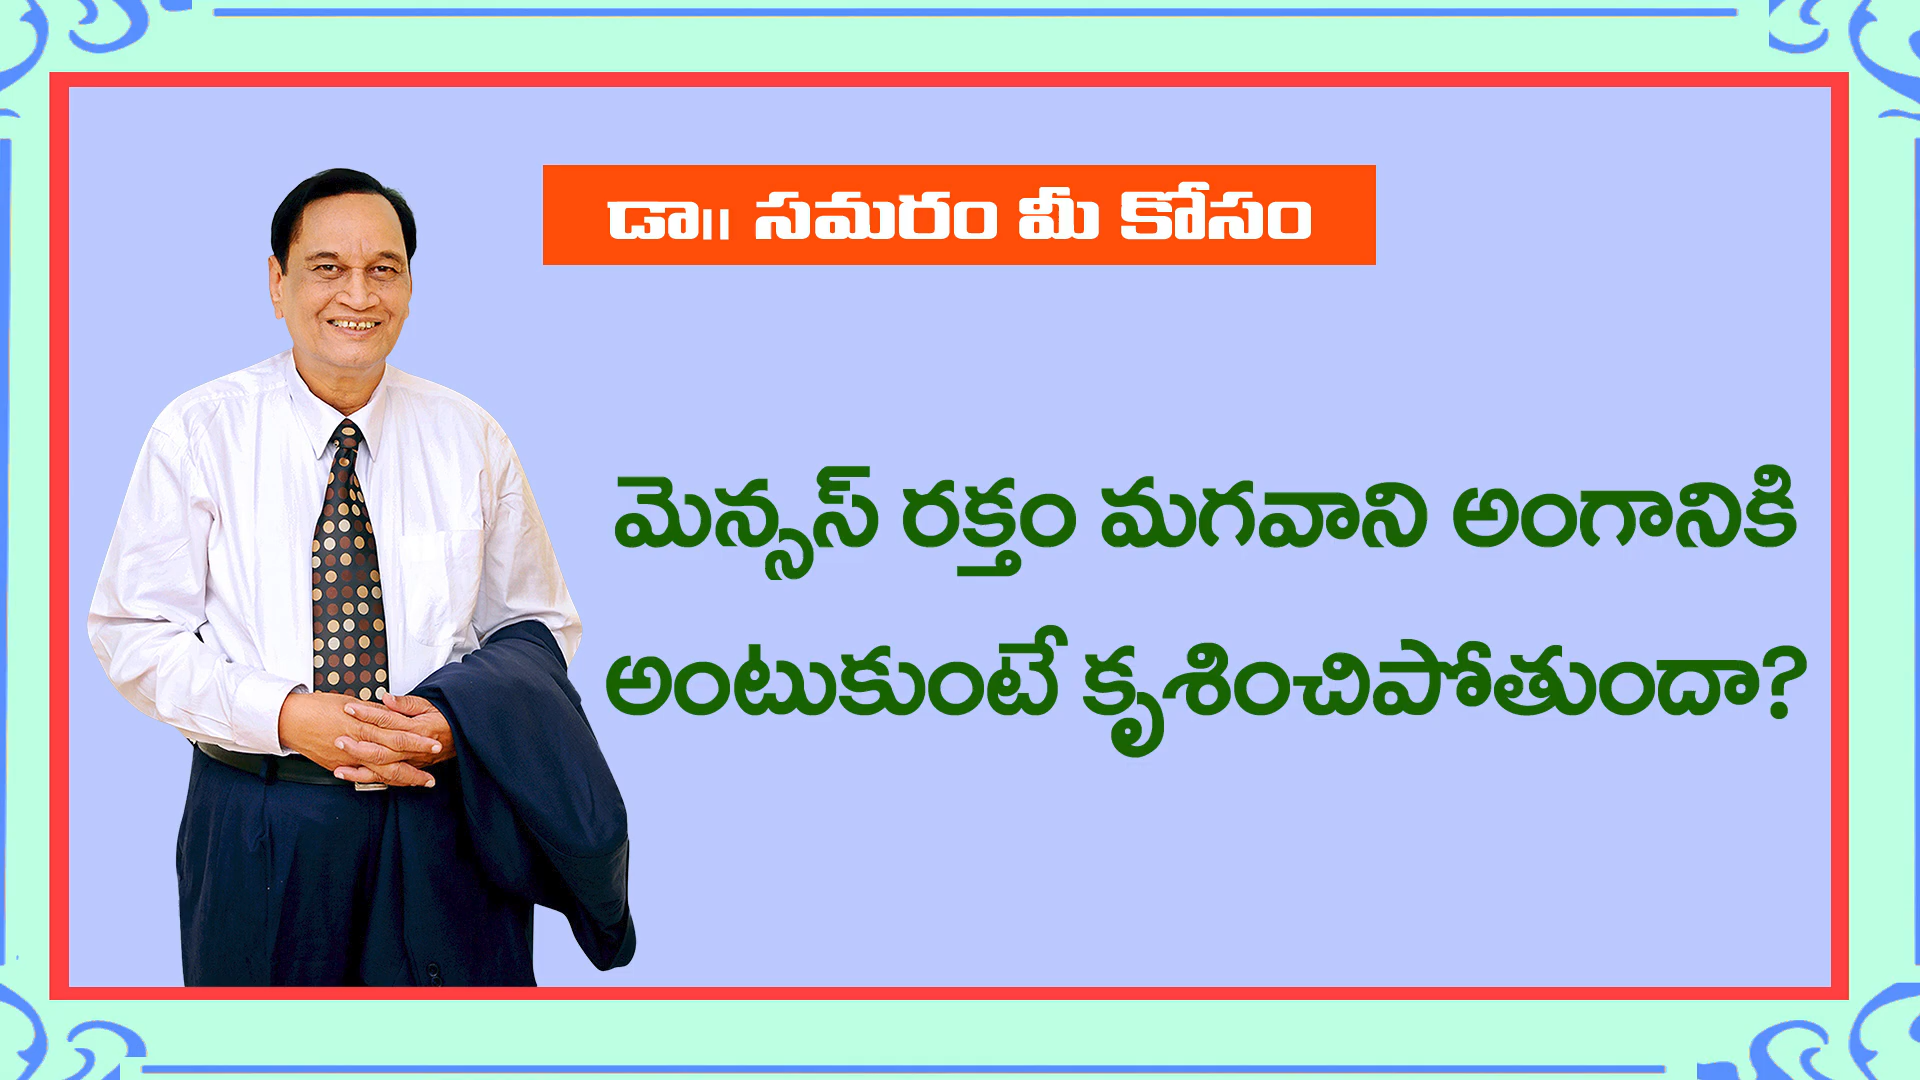 డా॥ సమరం మీ కోసం
మెన్సస్ రక్తం మగవాని అంగానికి
అంటుకుంటే కృశించిపోతుందా?